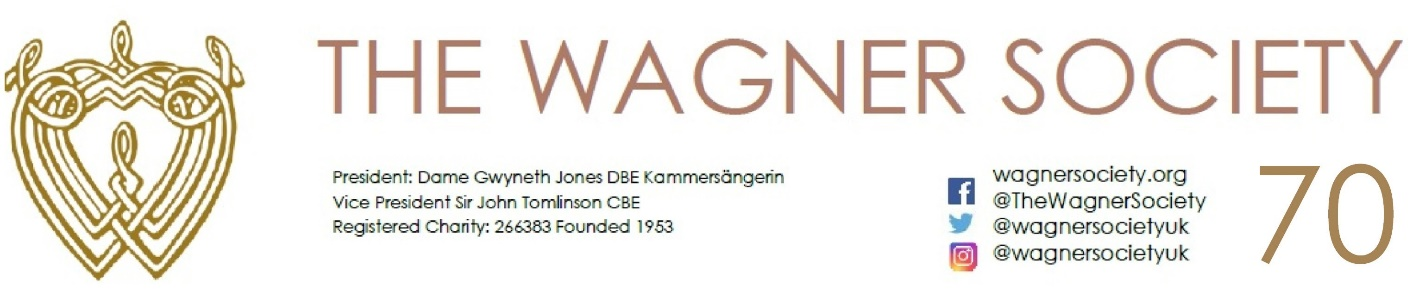 THE WAGNER SOCIETY
President: Dame Gwyneth Jones DBE Kammersängerin
Vice President Sir John Tomlinson CBE
Registered Charity: 266383 Founded 1953
wagnersociety.org
@TheWagnerSociety
@wagnersocietyuk
@wagnersocietyuk
70